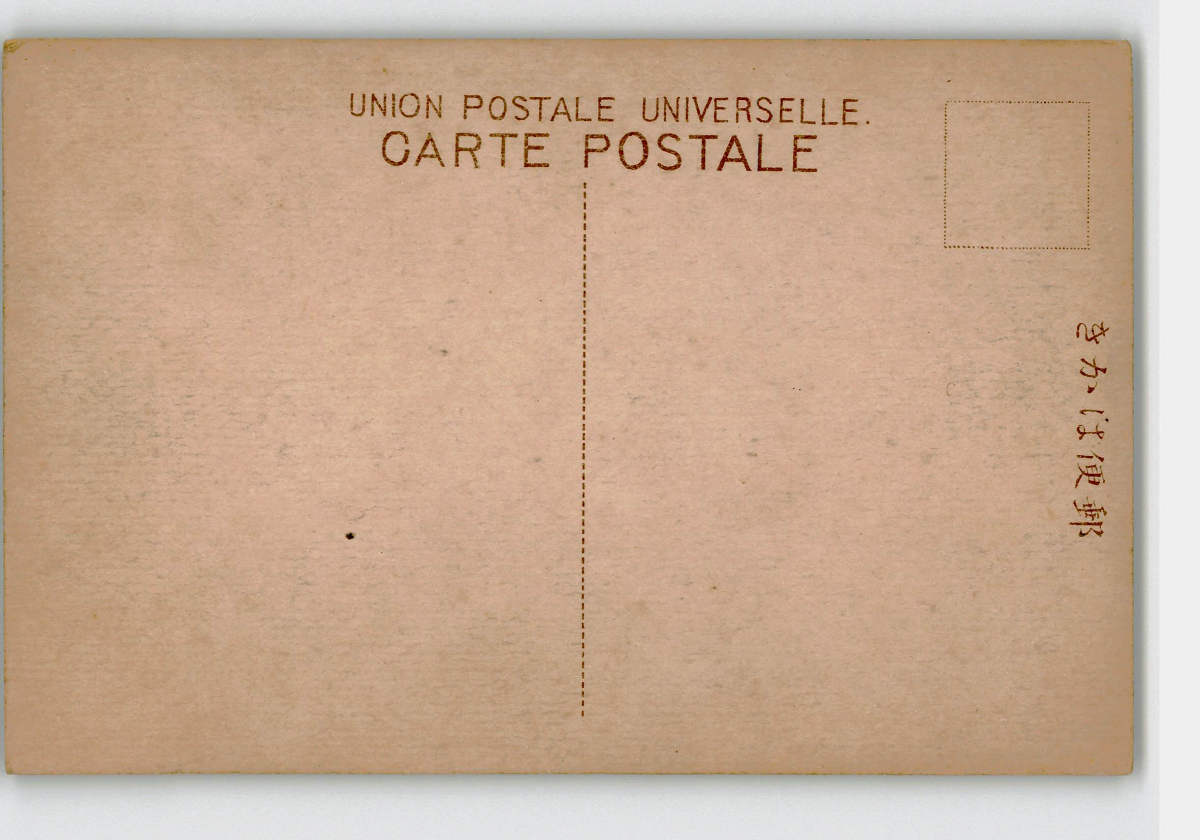 UNION POSTALE UNIVERSELLE.
CARTE POSTALE
郵便はかき